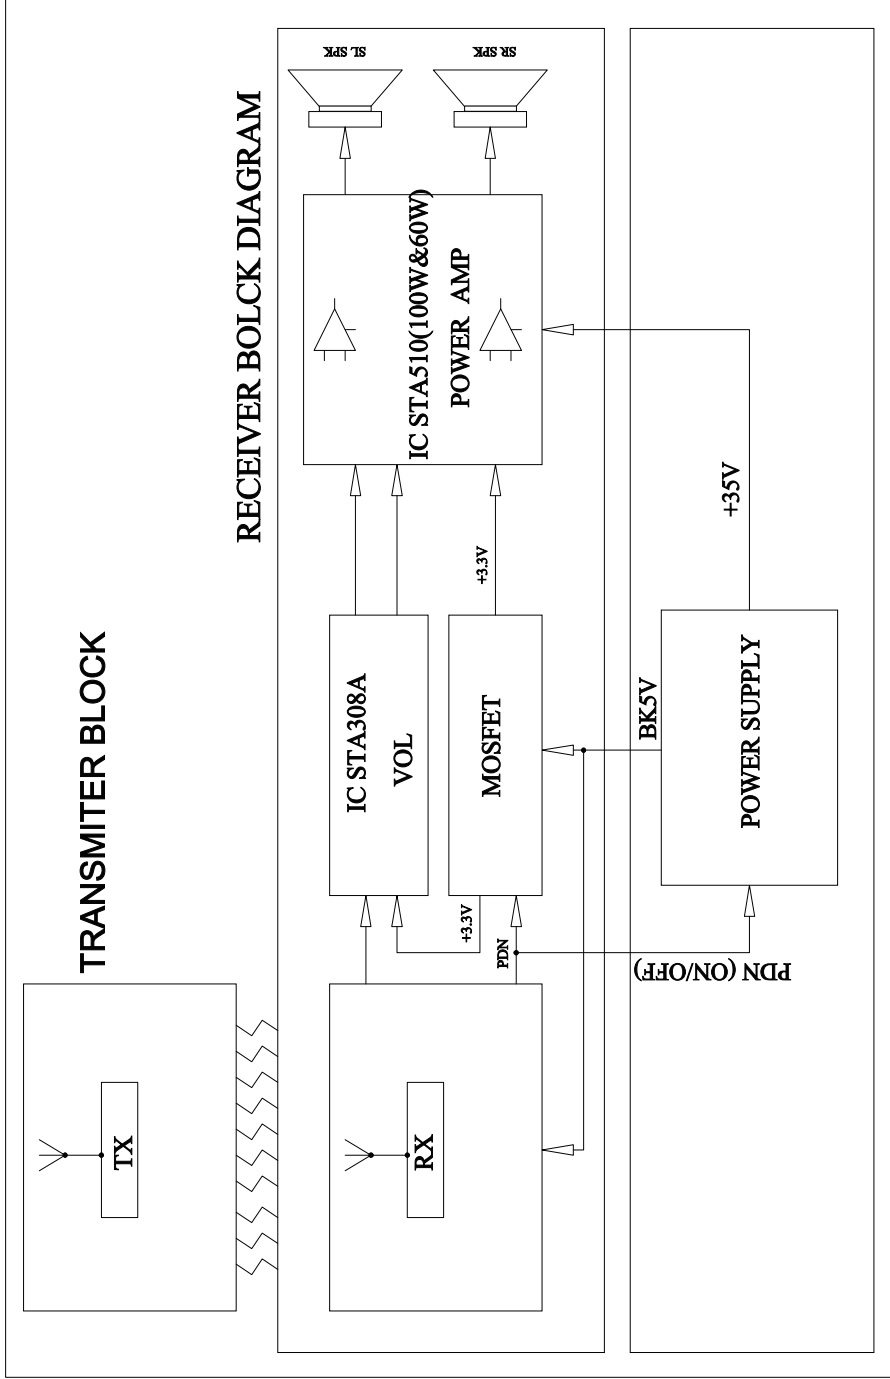 TRANSMITER BLOCK
TX
RECEIVER BOLCK DIAGRAM
RX
IC STA308A
VOL
MOSFET
PDN
+3.3V
+3.3V
IC STA510(100W&60W)
POWER AMP
SL SPK
SR SPK
PDN (ON/OFF)
BK5V
POWER SUPPLY
+35V